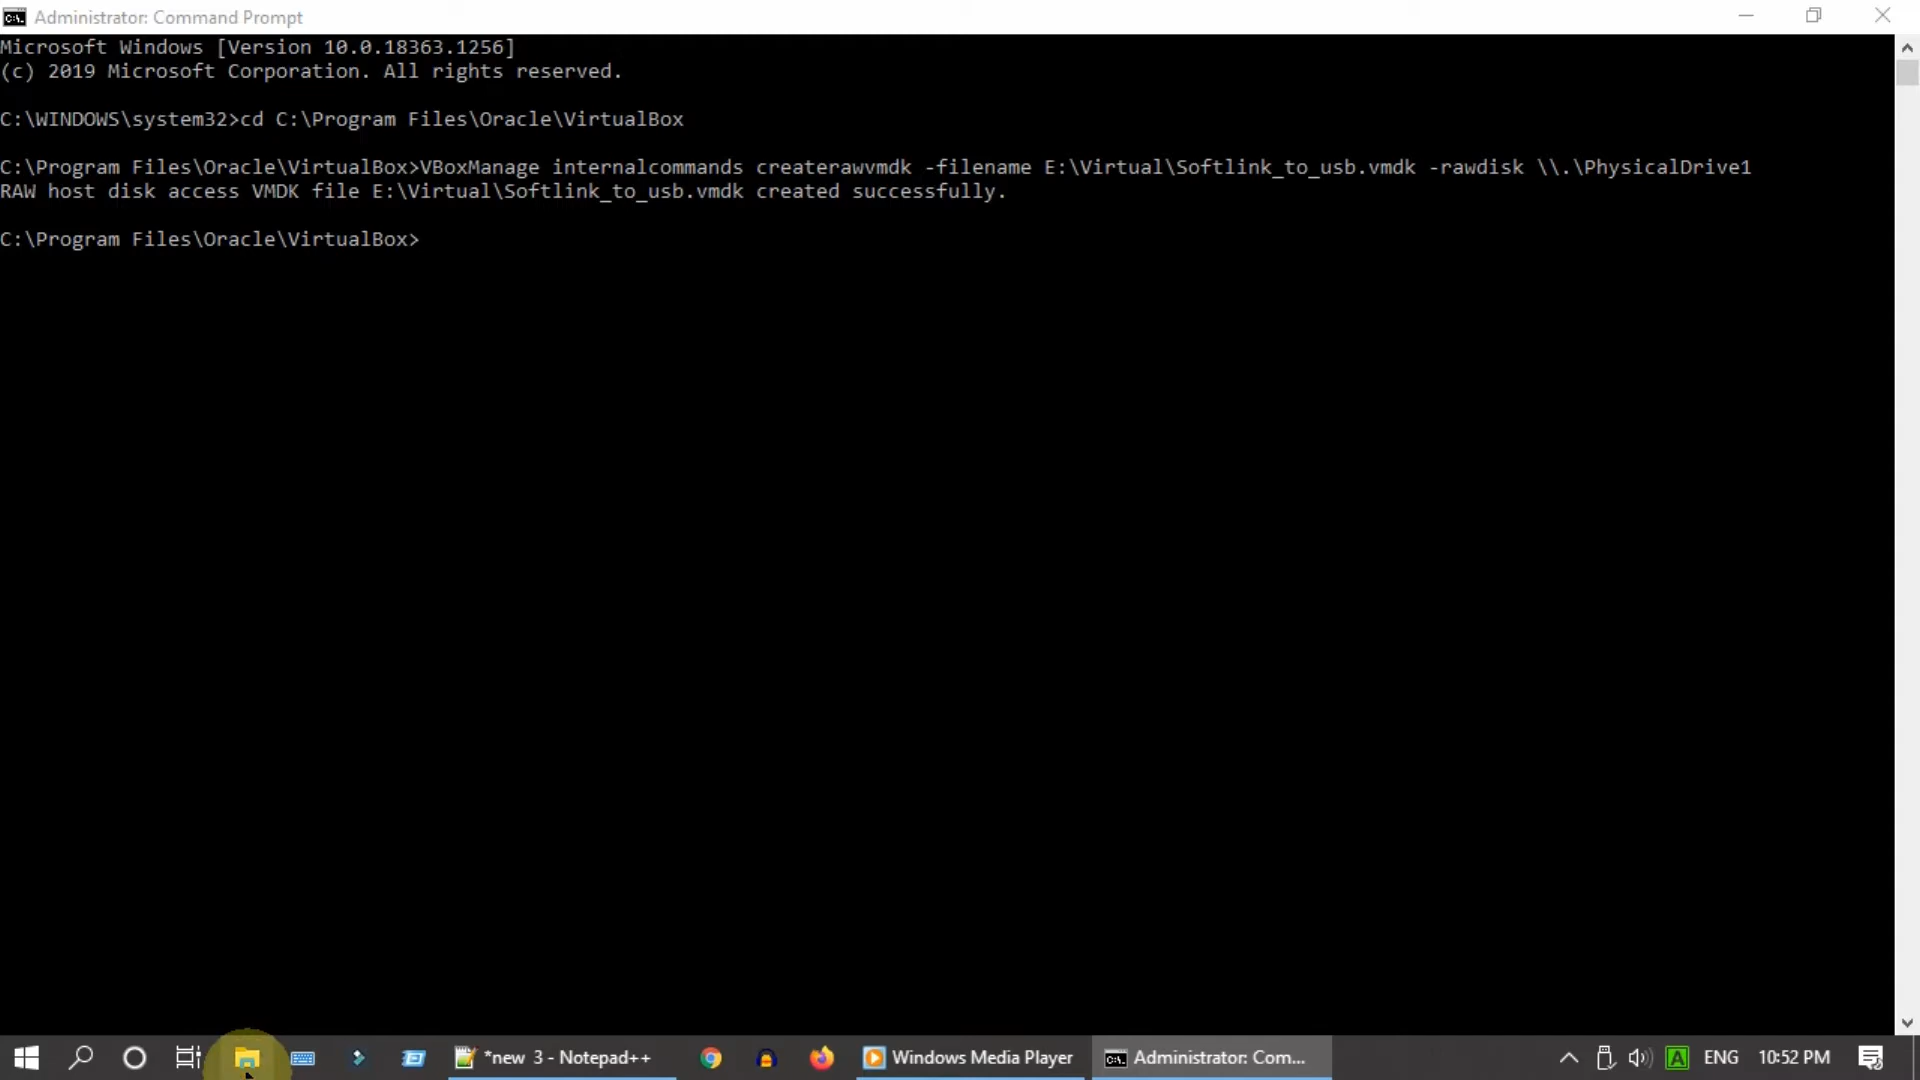 Administrator: Command Prompt
Microsoft Windows [Version 10.0.18363.1256]
(c) 2019 Microsoft Corporation. All rights reserved.
C:\WINDOWS\system32>cd C:\Program Files\Oracle\VirtualBox
C:\Program Files\Oracle\VirtualBox>VBoxManage internalcommands createrawvmdk -filename E:\Virtual\Softlink_to_usb.vmdk -rawdisk \\.\PhysicalDrive1
RAW host disk access VMDK file E:\Virtual\Softlink_to_usb.vmdk created successfully.
C:\Program Files\Oracle\VirtualBox>
*new 3 - Notepad++ Windows Media Player Administrator: Com... A ENG 10:52 PM